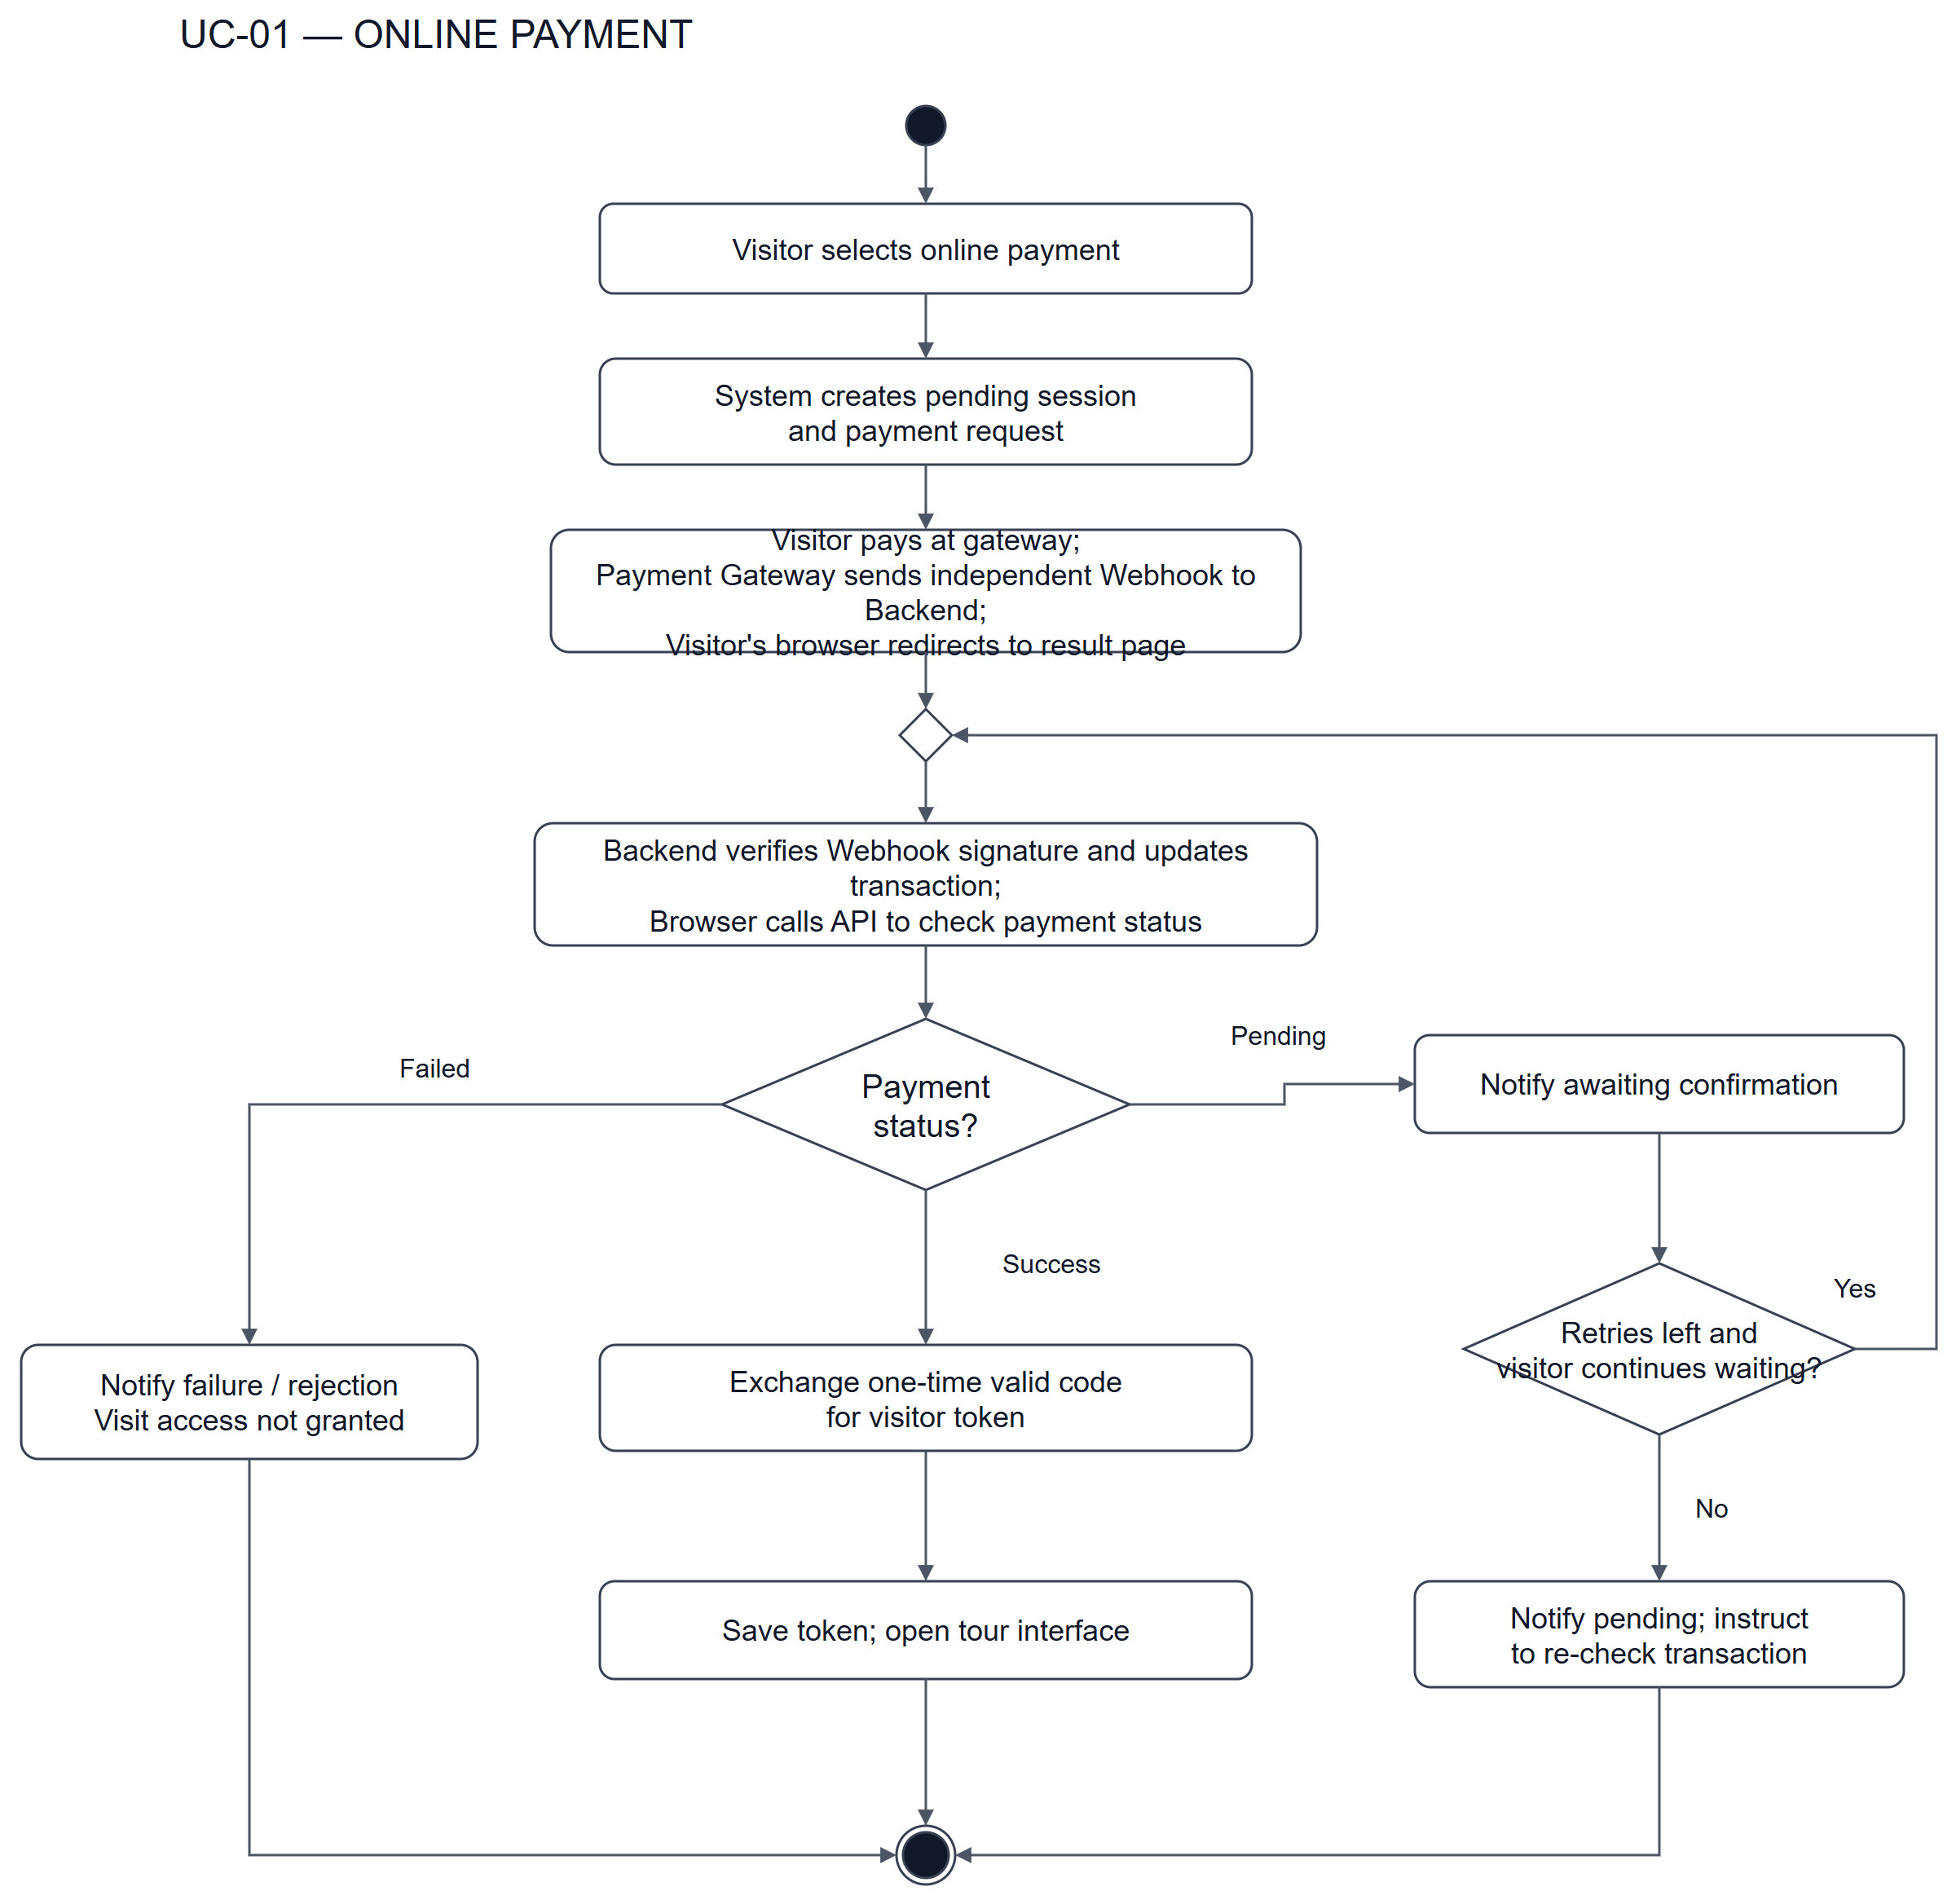 UC-01 — ONLINE PAYMENT
Visitor selects online payment
System creates pending session
and payment request
Visitor pays at gateway;
Payment Gateway sends independent Webhook to
Backend;
Visitor's browser redirects to result page
Backend verifies Webhook signature and updates
transaction;
Browser calls API to check payment status
Payment
status?
Failed
Pending
Success
Notify awaiting confirmation
Retries left and
visitor continues waiting?
Yes
No
Notify failure / rejection
Visit access not granted
Exchange one-time valid code
for visitor token
Save token; open tour interface
Notify pending; instruct
to re-check transaction